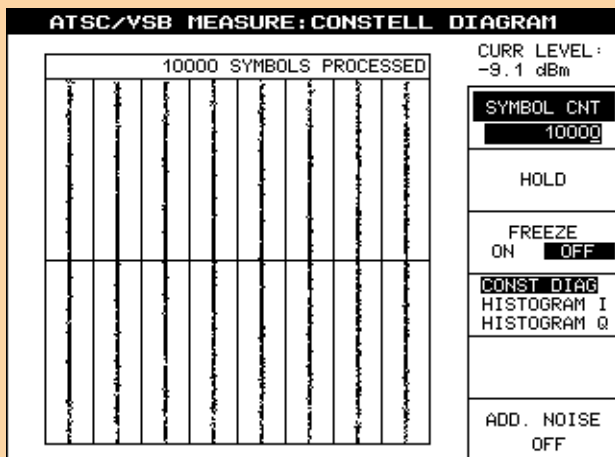 ATSC/VSB MEASURE:CONSTELL DIAGRAM
10000 SYMBOLS PROCESSED
CURR LEVEL:
-9.1 dBm
SYMBOL CNT
10000
HOLD
FREEZE
ON OFF
CONST DIAG
HISTOGRAM I
HISTOGRAM Q
ADD. NOISE
OFF